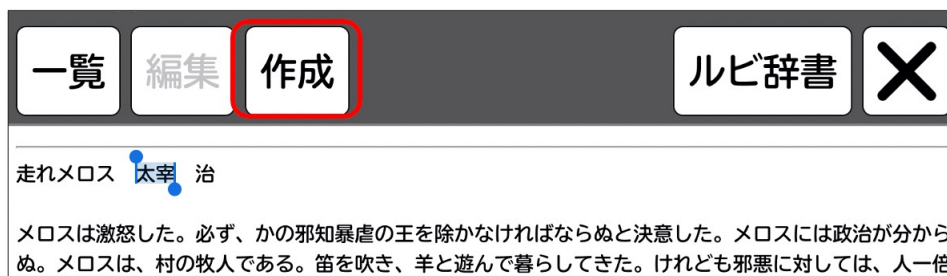 一覧 編集 作成 ルビ辞書
走れメロス 太宰 治
メロスは激怒した。必ず、かの邪知暴虐の王を除かなければならぬと決意した。メロスには政治が分から
ぬ。メロスは、村の牧人である。笛を吹き、羊と遊んで暮らしてきた。けれども邪悪に対しては、人一倍